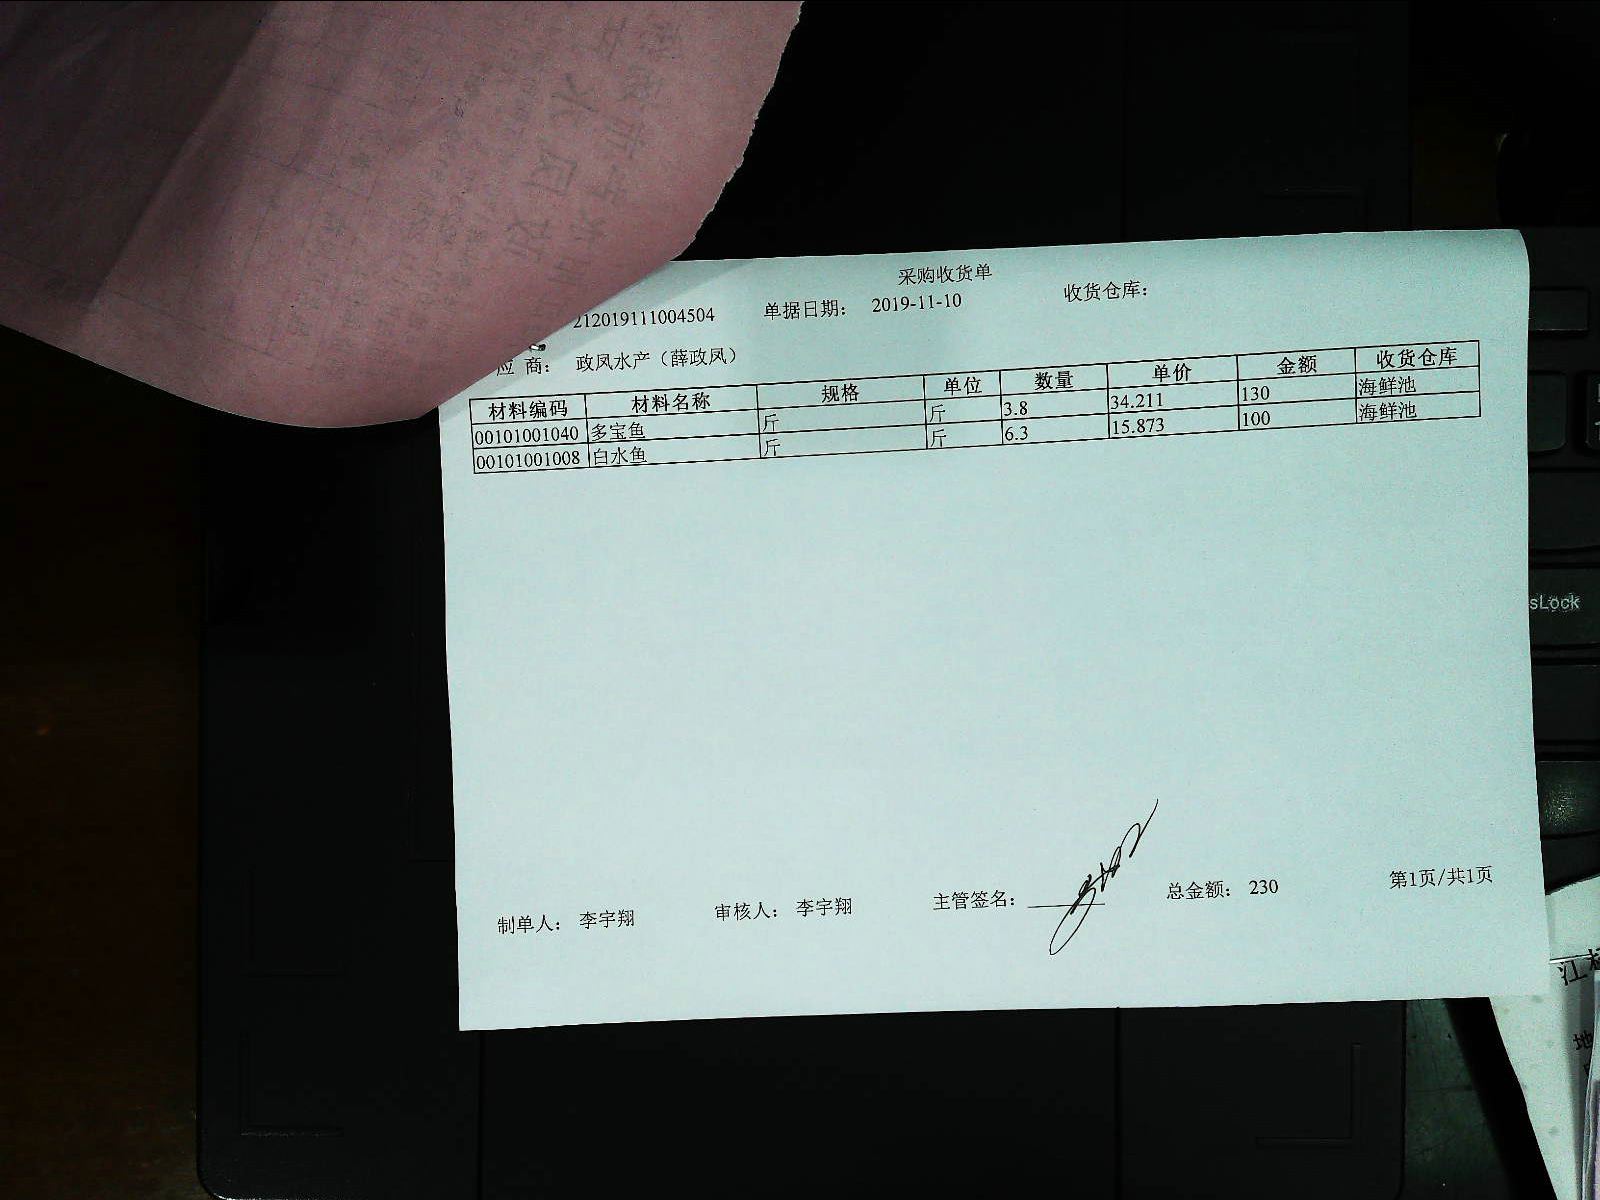 采购收货单
212019111004504 单据日期： 2019-11-10 收货仓库：
应 商： 政凤水产（薛政凤）
材料编码 材料名称 规格 单位 数量 单价 金额 收货仓库
00101001040 多宝鱼 斤 斤 3.8 34.211 130 海鲜池
00101001008 白水鱼 斤 斤 6.3 15.873 100 海鲜池
制单人： 李宇翔 审核人： 李宇翔 主管签名： 总金额： 230 第1页/共1页
sLock
江
地